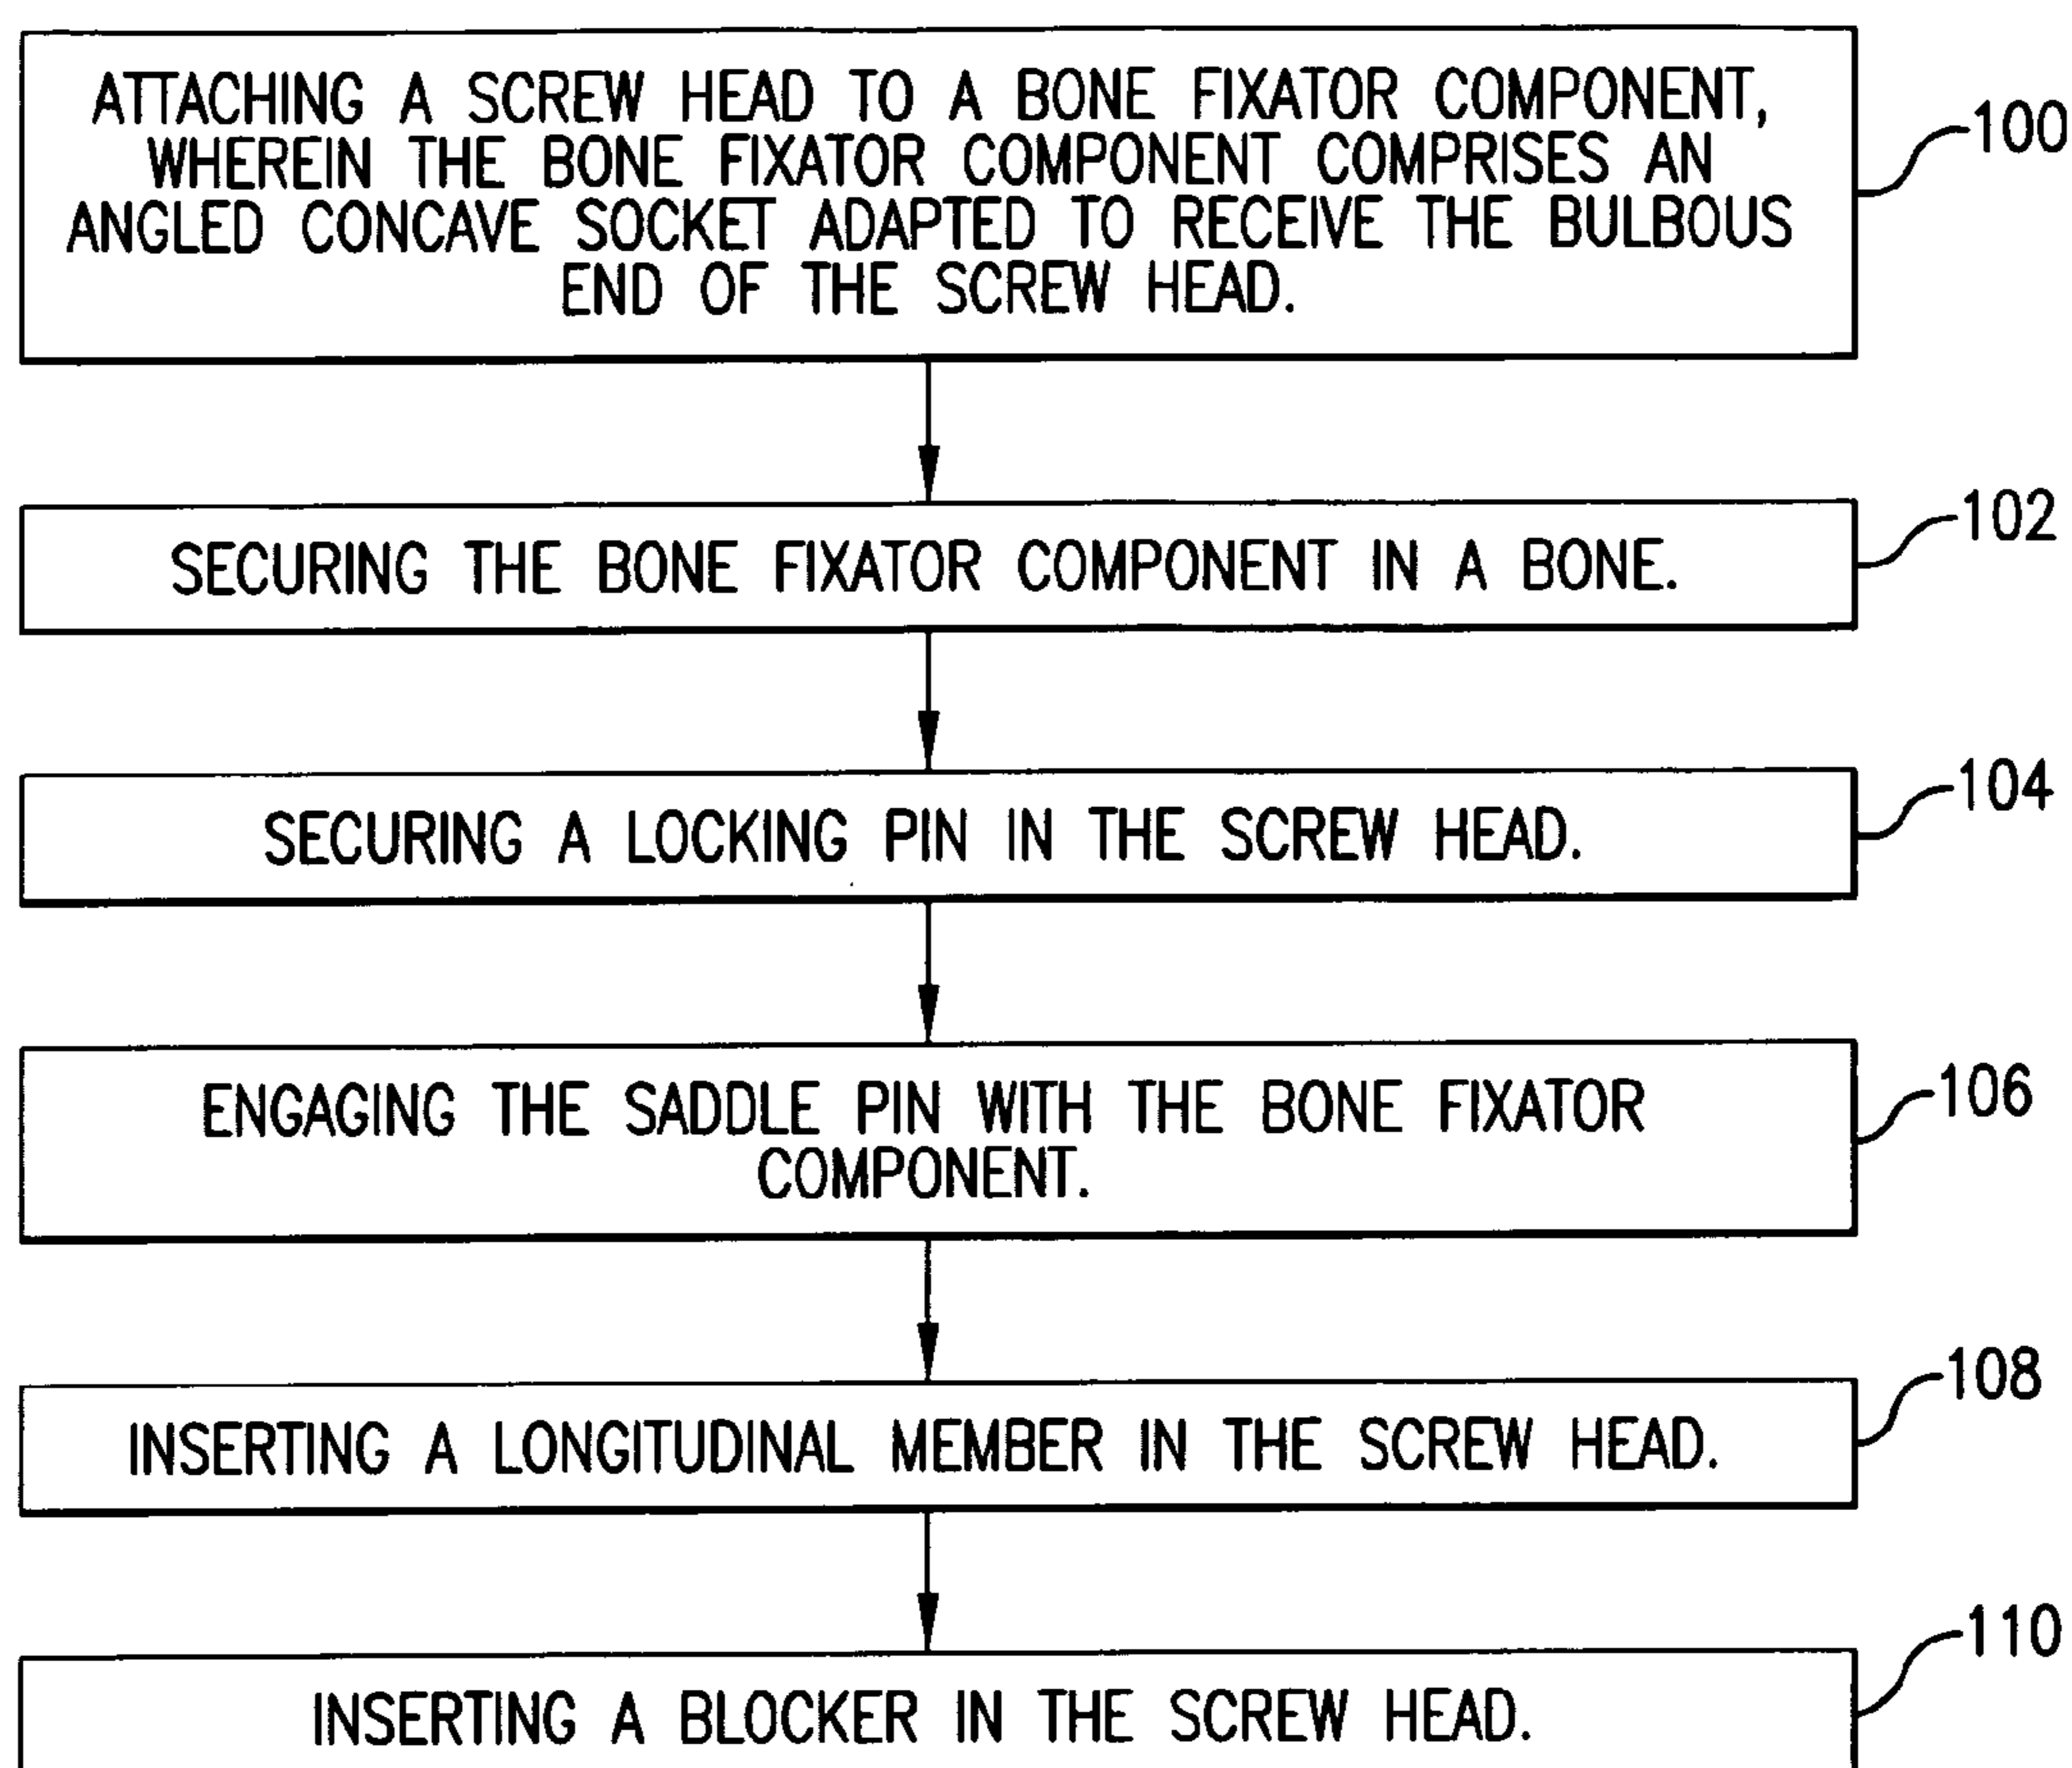 ATTACHING A SCREW HEAD TO A BONE FIXATOR COMPONENT,
WHEREIN THE BONE FIXATOR COMPONENT COMPRISES AN
ANGLED CONCAVE SOCKET ADAPTED TO RECEIVE THE BULBOUS
END OF THE SCREW HEAD.
100
SECURING THE BONE FIXATOR COMPONENT IN A BONE.
102
SECURING A LOCKING PIN IN THE SCREW HEAD.
104
ENGAGING THE SADDLE PIN WITH THE BONE FIXATOR
COMPONENT.
106
INSERTING A LONGITUDINAL MEMBER IN THE SCREW HEAD.
108
INSERTING A BLOCKER IN THE SCREW HEAD.
110